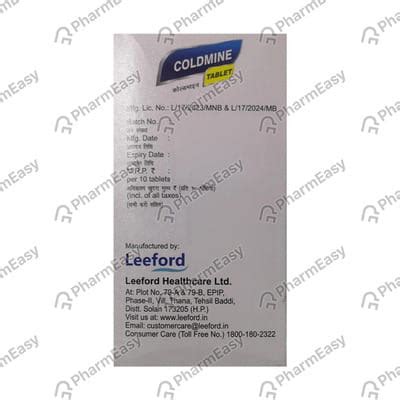 COLDMINE
TABLET
कोल्डमाइन
Mfg. Lic. No.: L/17/2023/MNB & L/17/2024/MB
Batch No. :
Mfg. Date :
Expiry Date :
M.R.P. ₹ :
per 10 tablets
(incl. of all taxes)
Manufactured by:
Leeford
Leeford Healthcare Ltd.
At: Plot No. 79-A & 79-B, EPIP,
Phase-II, Vill. Thana, Tehsil Baddi,
Distt. Solan 173205 (H.P.)
Visit us at: www.leeford.in
Email: customercare@leeford.in
Consumer Care (Toll Free No.) 1800-180-2322
PharmEasy